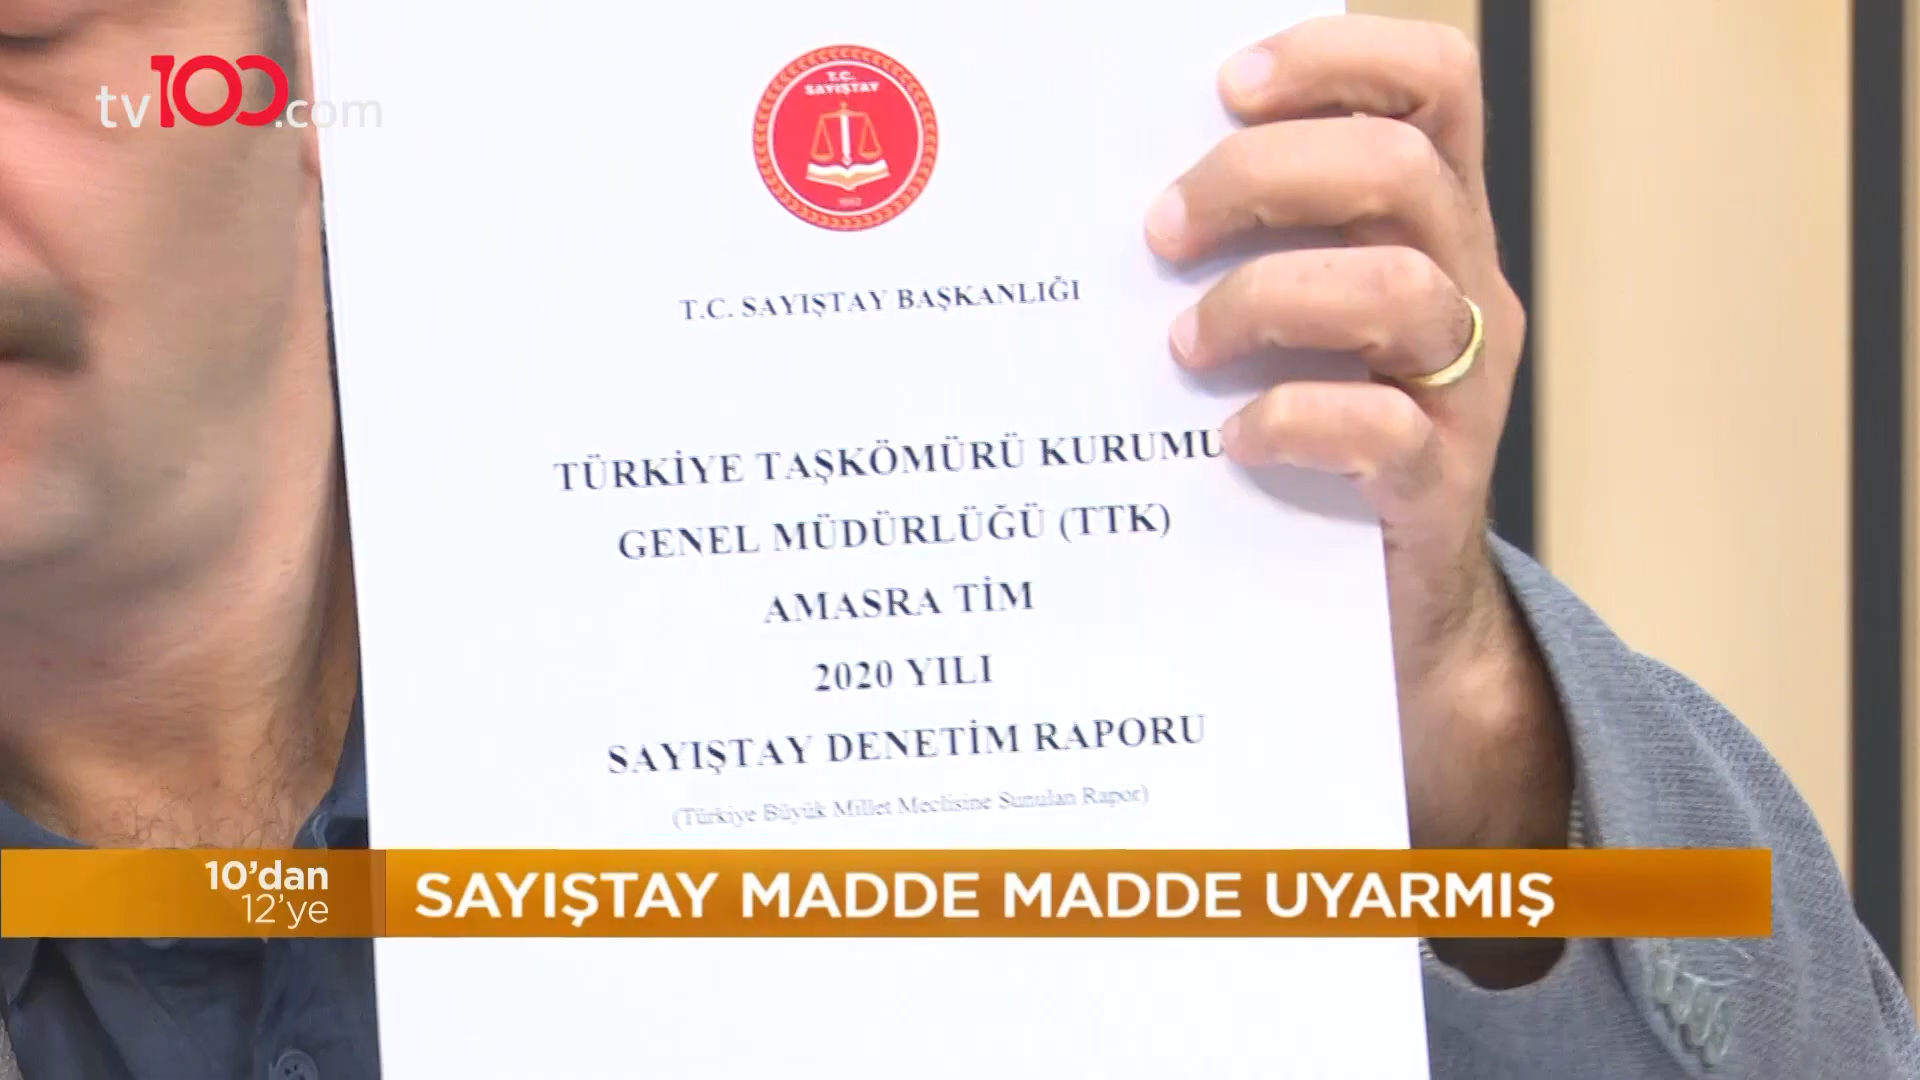 tv100.com
T.C.
SAYIŞTAY
1862
T.C. SAYIŞTAY BAŞKANLIĞI
TÜRKİYE TAŞKÖMÜRÜ KURUMU
GENEL MÜDÜRLÜĞÜ (TTK)
AMASRA TİM
2020 YILI
SAYIŞTAY DENETİM RAPORU
(Türkiye Büyük Millet Meclisine Sunulan Rapor)
10’dan
12’ye
SAYIŞTAY MADDE MADDE UYARMIŞ